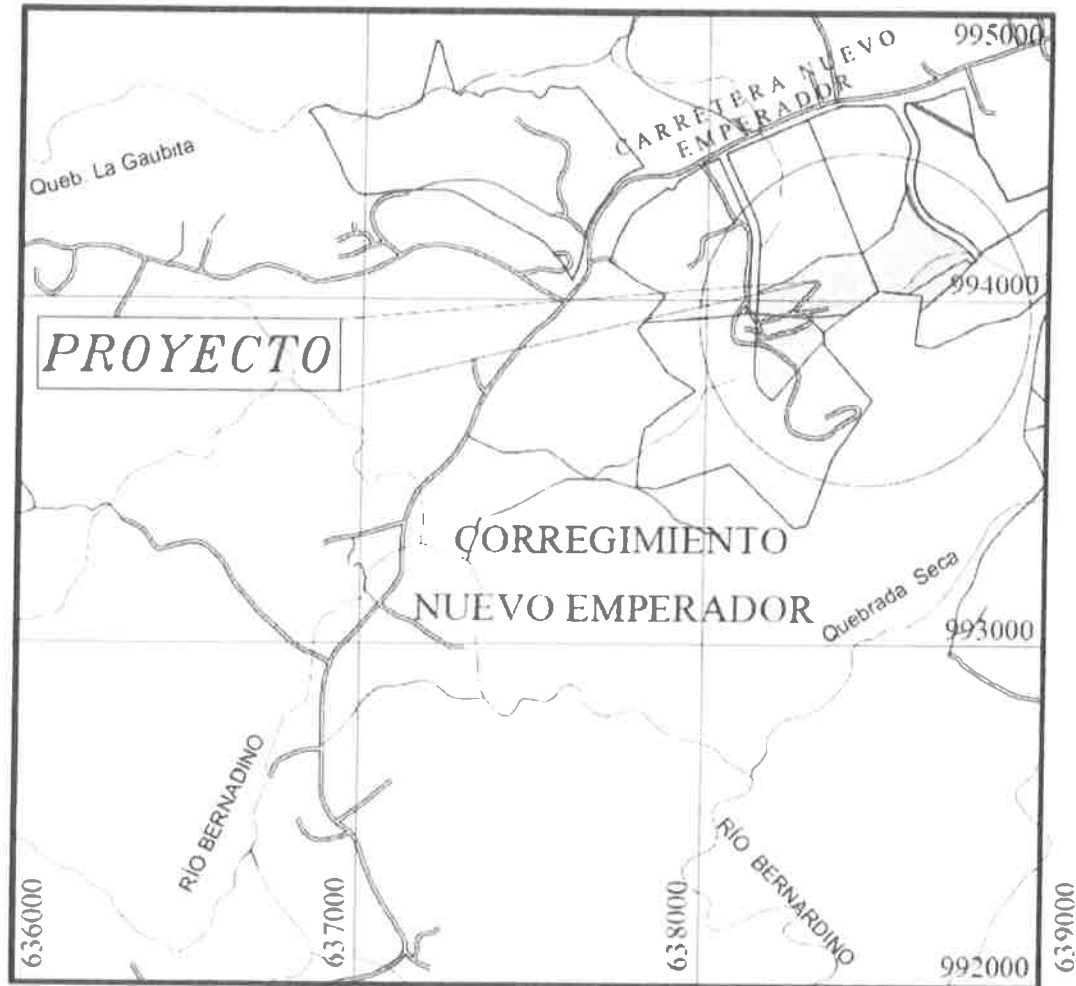 995000
CARRETERA NUEVO
EMPERADOR
Queb. La Gaubita
994000
PROYECTO
CORREGIMIENTO
NUEVO EMPERADOR
Quebrada Seca
993000
RÍO BERNADINO
RÍO BERNARDINO
636000
637000
638000
639000
992000